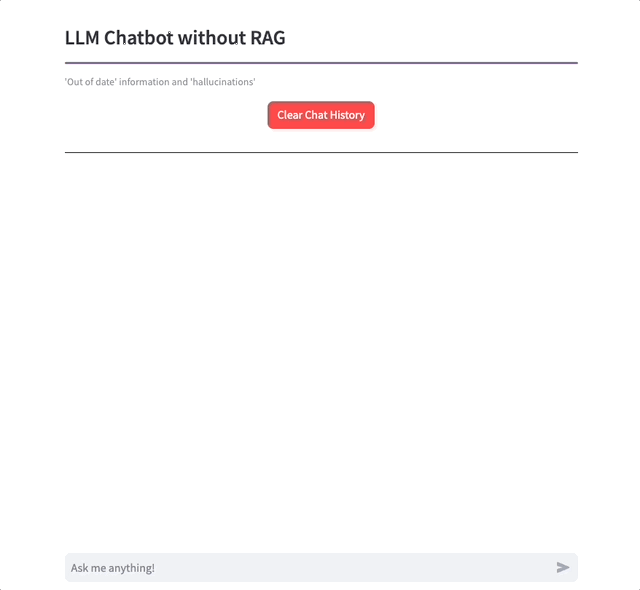 LLM Chatbot without RAG
'Out of date' information and 'hallucinations'
Clear Chat History
Ask me anything!